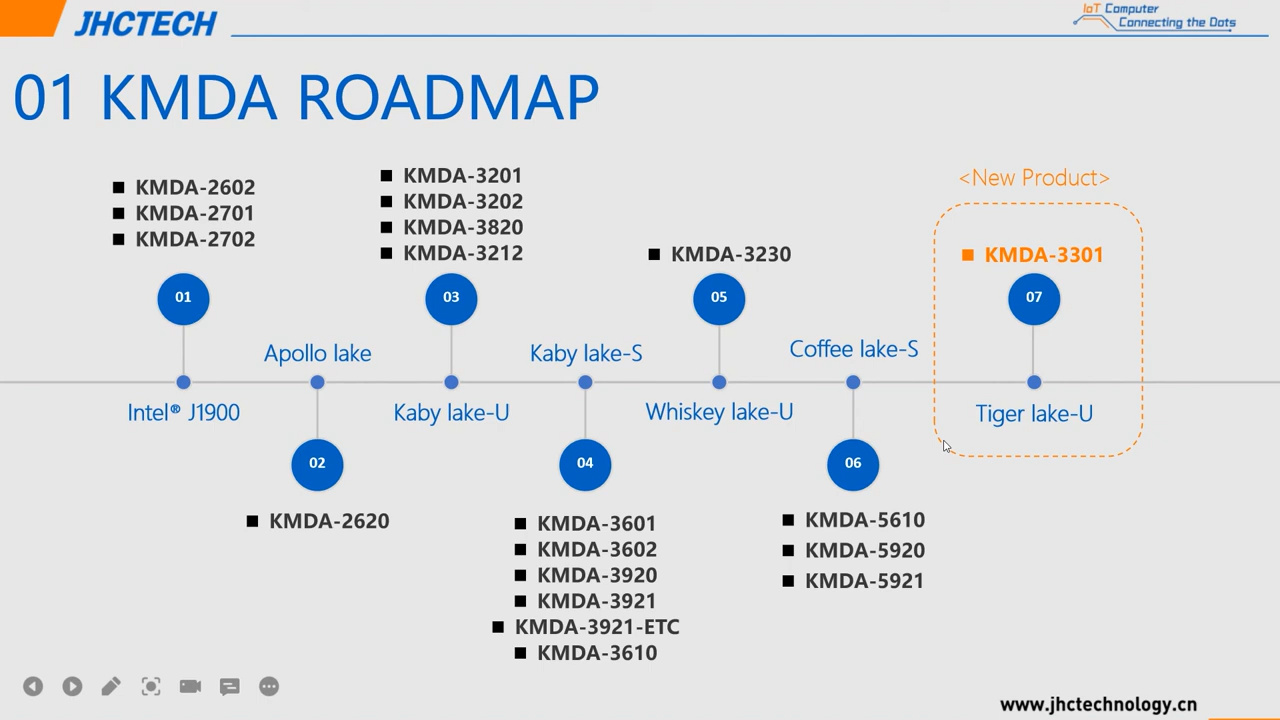 JHCTECH
IoT Computer
Connecting the Dots
01 KMDA ROADMAP
KMDA-2602
KMDA-2701
KMDA-2702
01
Intel® J1900
Apollo lake
02
KMDA-2620
KMDA-3201
KMDA-3202
KMDA-3820
KMDA-3212
03
Kaby lake-U
Kaby lake-S
04
KMDA-3601
KMDA-3602
KMDA-3920
KMDA-3921
KMDA-3921-ETC
KMDA-3610
KMDA-3230
05
Whiskey lake-U
Coffee lake-S
06
KMDA-5610
KMDA-5920
KMDA-5921
<New Product>
KMDA-3301
07
Tiger lake-U
www.jhctechnology.cn